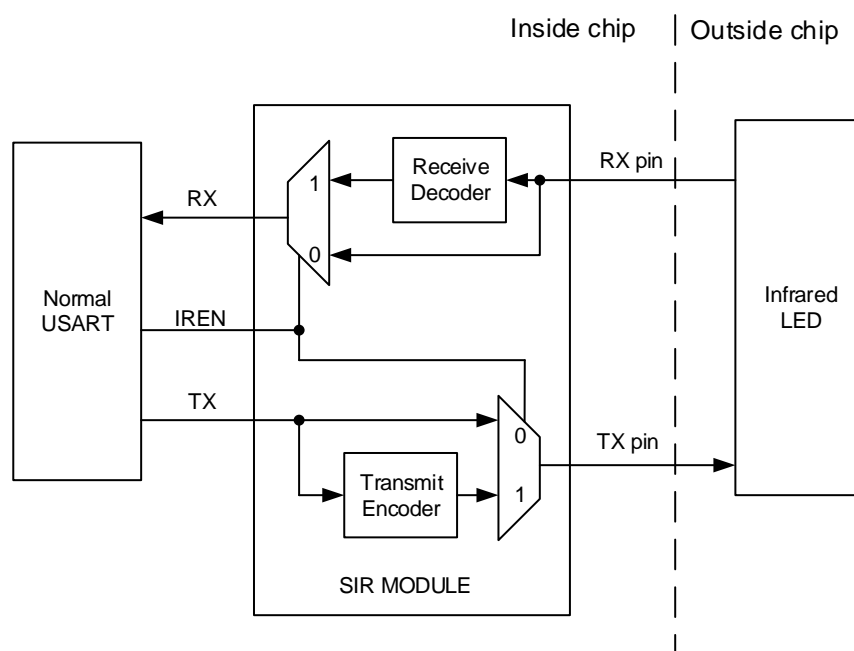 Inside chip
Outside chip
Receive
Decoder
RX pin
1
RX
0
Normal
USART
IREN
Infrared
LED
TX
0
TX pin
Transmit
Encoder
1
SIR MODULE